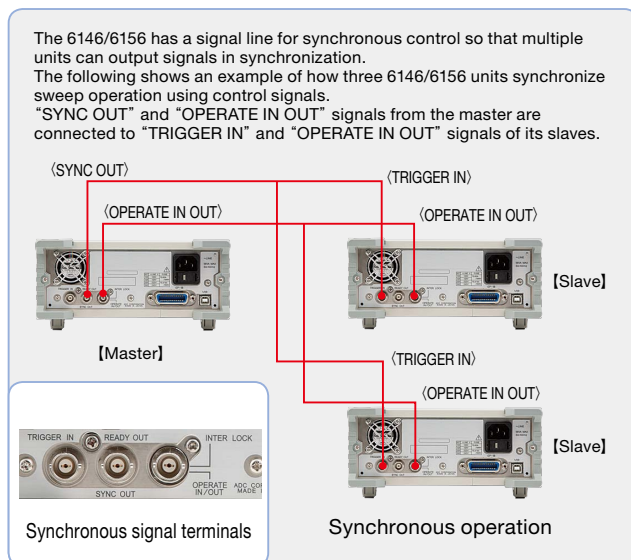 The 6146/6156 has a signal line for synchronous control so that multiple
units can output signals in synchronization.
The following shows an example of how three 6146/6156 units synchronize
sweep operation using control signals.
“SYNC OUT” and “OPERATE IN OUT” signals from the master are
connected to “TRIGGER IN” and “OPERATE IN OUT” signals of its slaves.
〈SYNC OUT〉
〈TRIGGER IN〉
〈OPERATE IN OUT〉
〈OPERATE IN OUT〉
【Slave】
【Master】
〈TRIGGER IN〉
〈OPERATE IN OUT〉
【Slave】
TRIGGER IN
READY OUT
INTER LOCK
SYNC OUT
OPERATE
IN/OUT
Synchronous signal terminals
Synchronous operation